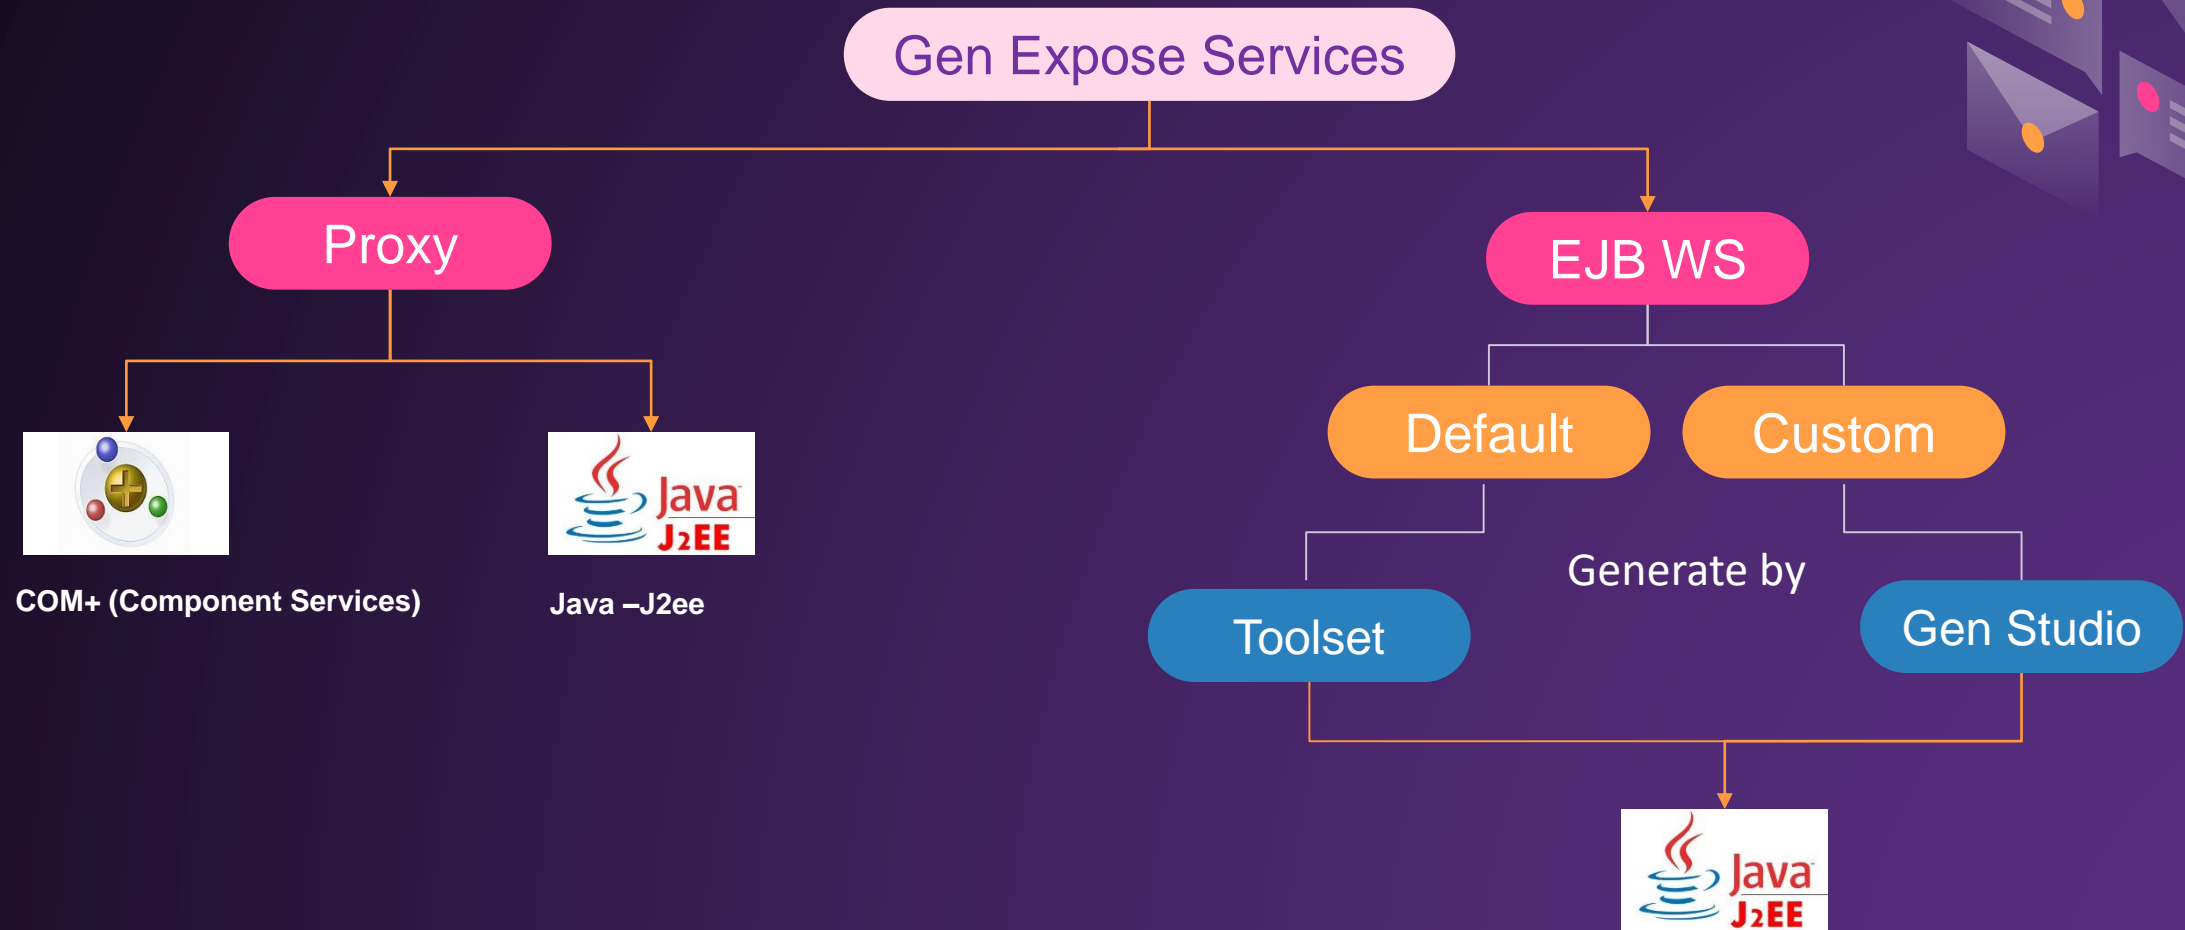 Gen Expose Services
Proxy
EJB WS
Default
Custom
Java™
J2EE
COM+ (Component Services)
Java –J2ee
Generate by
Toolset
Gen Studio
Java
J2EE